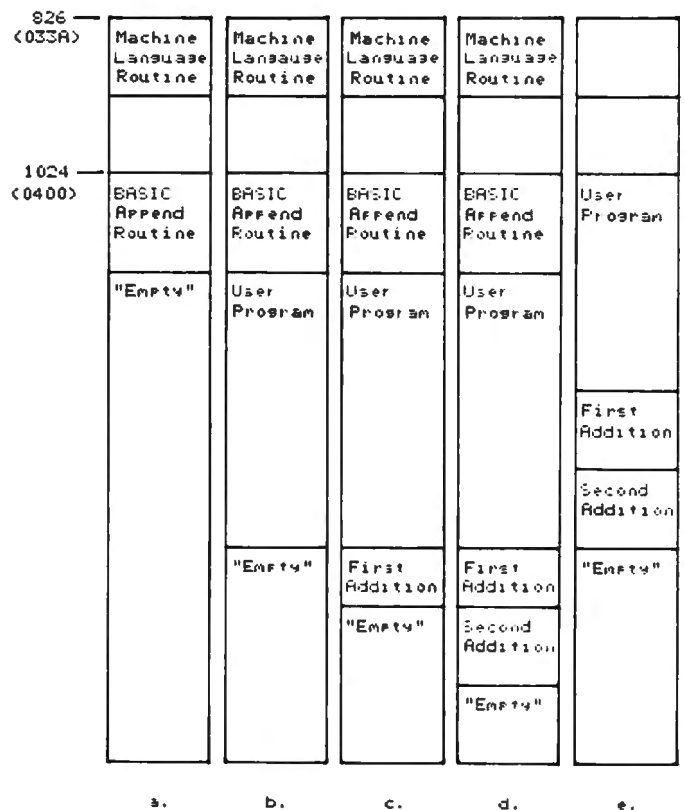 826
(033A)
Machine
Language
Routine
Machine
Langauge
Routine
Machine
Language
Routine
Machine
Language
Routine
1024
(0400)
BASIC
Append
Routine
BASIC
Append
Routine
BASIC
Append
Routine
BASIC
Append
Routine
User
Program
"Empty"
User
Program
User
Program
User
Program
First
Addition
Second
Addition
"Empty"
First
Addition
First
Addition
"Empty"
"Empty"
Second
Addition
"Empty"
a.
b.
c.
d.
e.